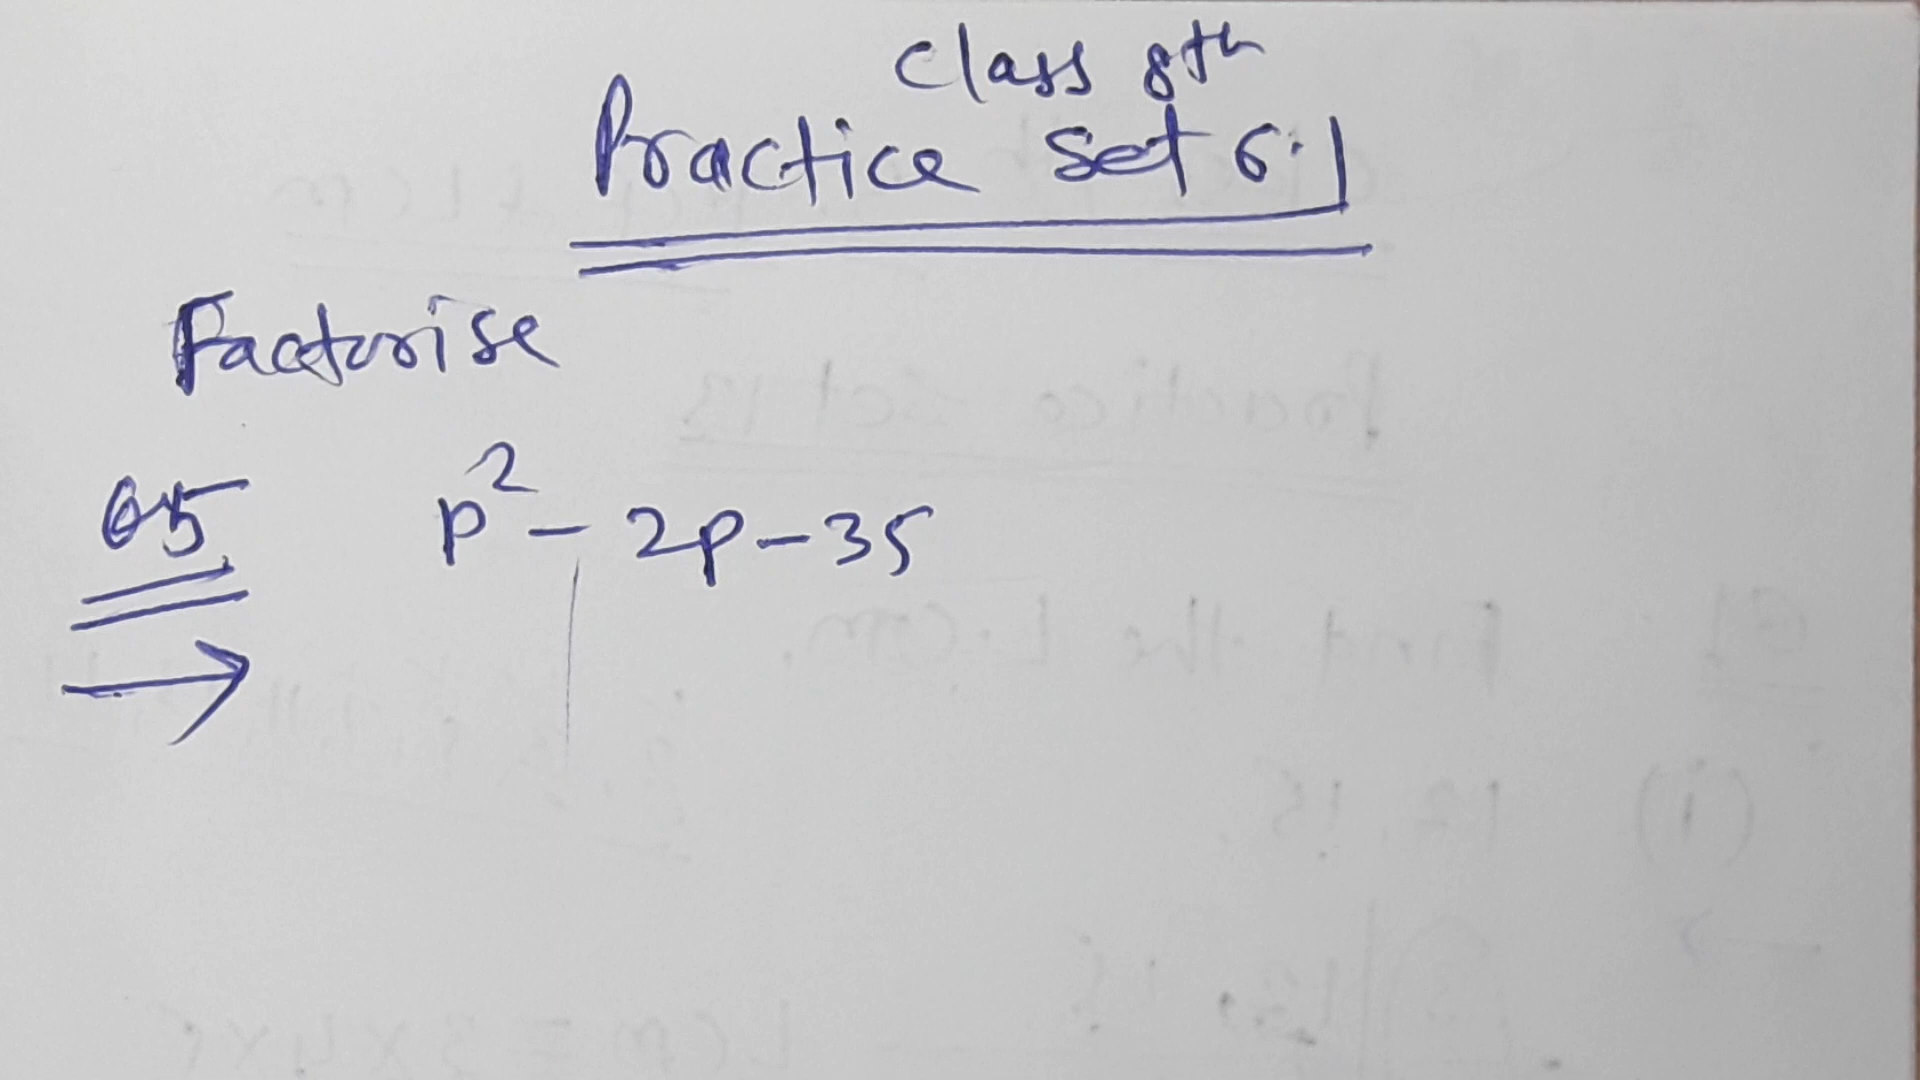 Class 8th
Practice Set 6.1
Factorise
Q5
p² - 2p - 35